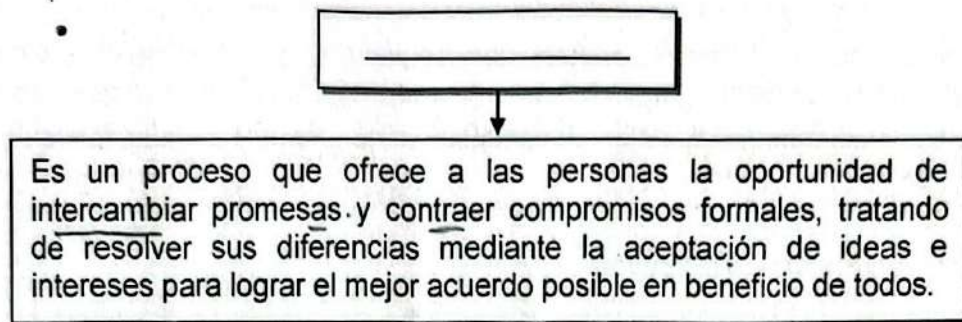 Es un proceso que ofrece a las personas la oportunidad de
intercambiar promesas y contraer compromisos formales, tratando
de resolver sus diferencias mediante la aceptación de ideas e
intereses para lograr el mejor acuerdo posible en beneficio de todos.